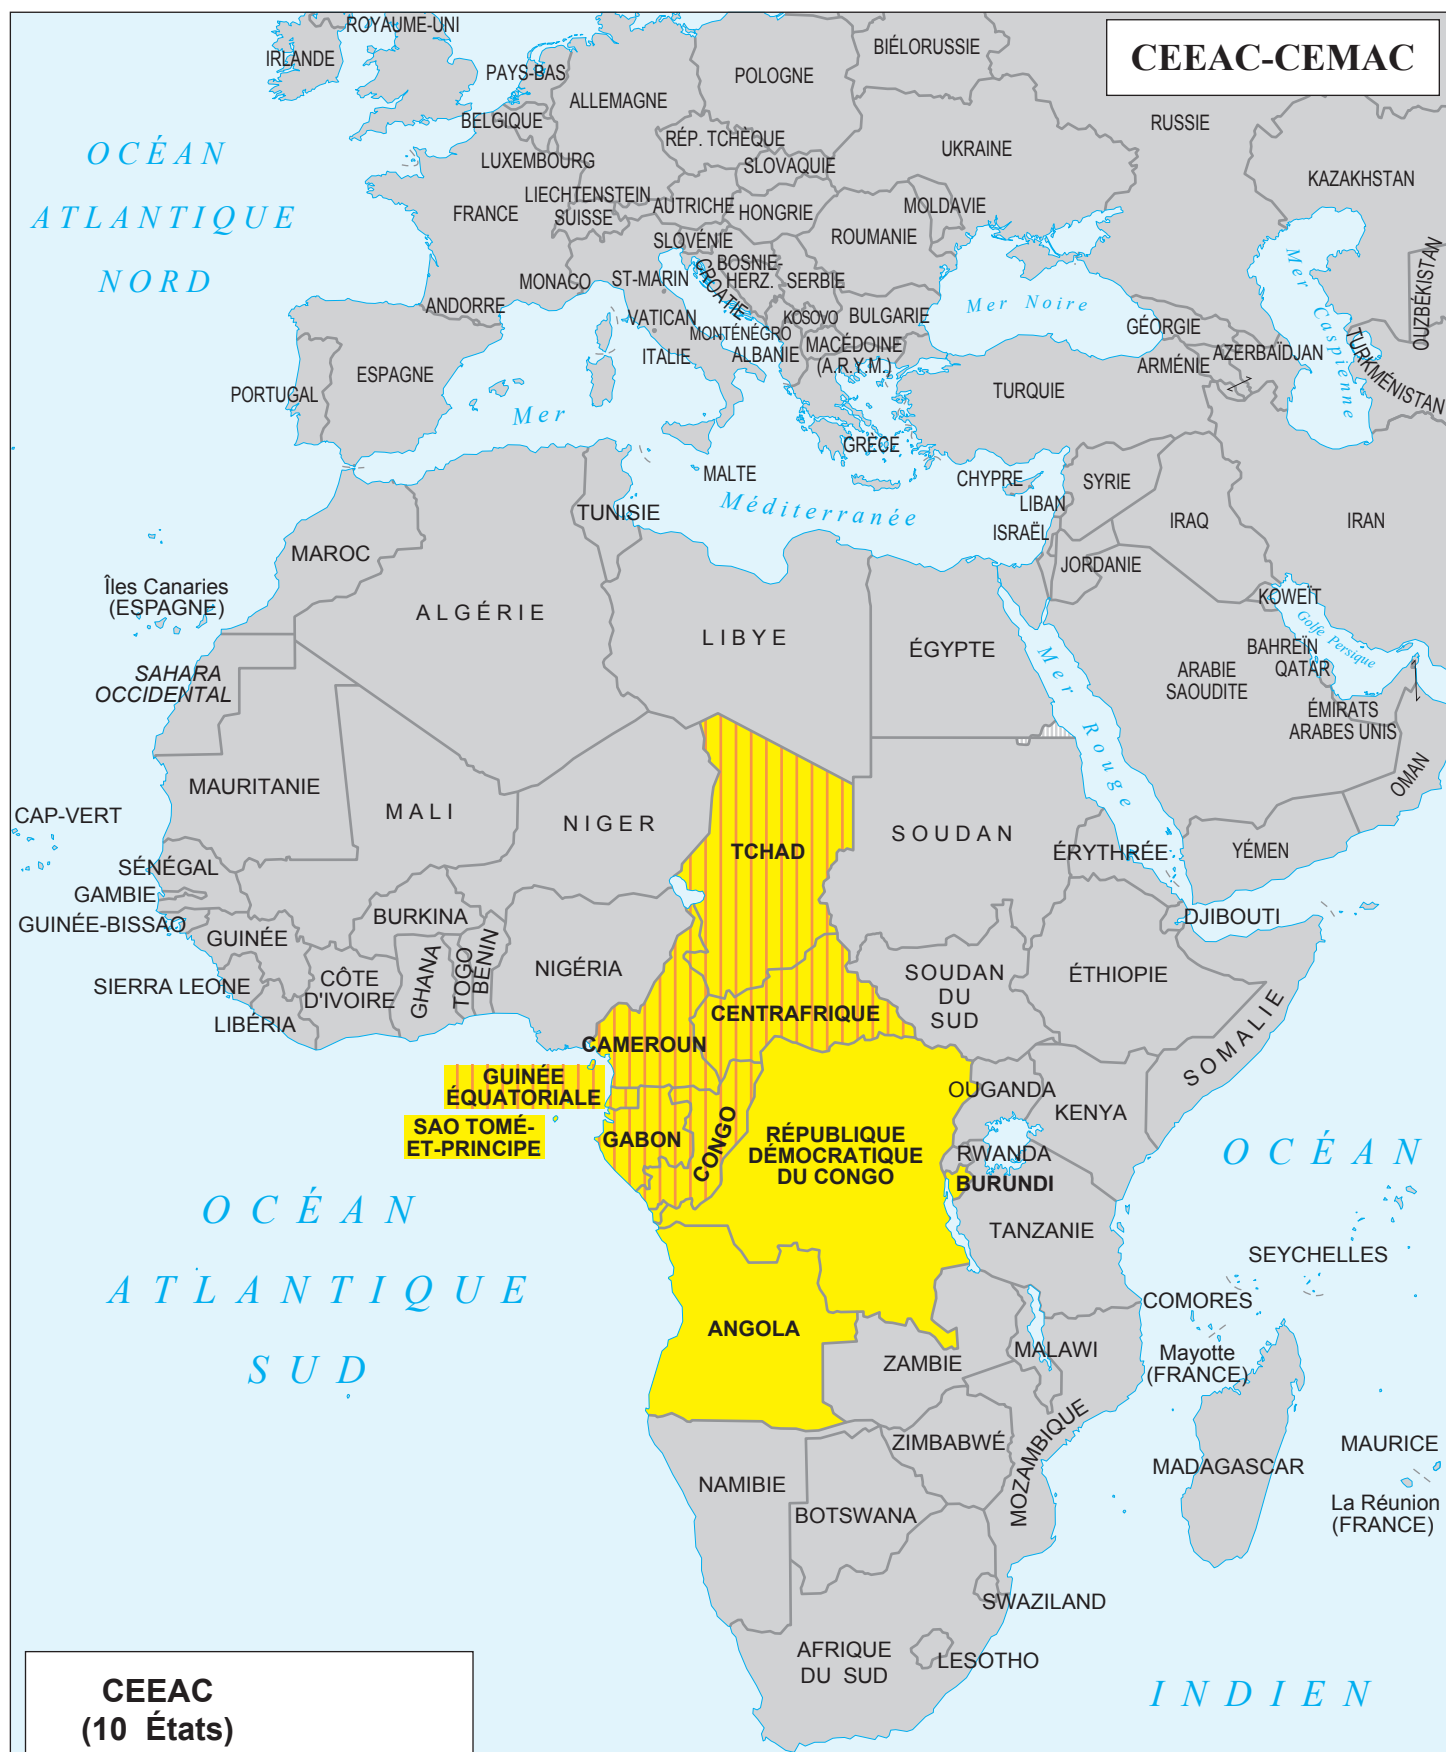 CEEAC-CEMAC
ROYAUME-UNI
IRLANDE
PAYS-BAS
BIÉLORUSSIE
POLOGNE
ALLEMAGNE
BELGIQUE
RUSSIE
RÉP. TCHÈQUE
UKRAINE
OCÉAN
ATLANTIQUE
NORD
LUXEMBOURG
SLOVAQUIE
KAZAKHSTAN
LIECHTENSTEIN
SUISSE
FRANCE
AUTRICHE
HONGRIE
MOLDAVIE
ROUMANIE
SLOVÉNIE
CROATIE
BOSNIE-
HERZ.
SERBIE
MONACO
ST-MARIN
ANDORRE
VATICAN
ITALIE
KOSOVO
BULGARIE
MONTÉNÉGRO
ALBANIE
MACÉDOINE
(A.R.Y.M.)
Mer Noire
Mer Caspienne
OUZBÉKISTAN
GÉORGIE
ARMÉNIE
AZERBAÏDJAN
TURKMÉNISTAN
PORTUGAL
ESPAGNE
TURQUIE
Mer
Méditerranée
GRÈCE
MALTE
CHYPRE
SYRIE
LIBAN
ISRAËL
IRAQ
IRAN
JORDANIE
TUNISIE
MAROC
Îles Canaries
(ESPAGNE)
ALGÉRIE
LIBYE
ÉGYPTE
KOWEÏT
Golfe Persique
BAHREÏN
QATAR
ARABIE
SAOUDITE
ÉMIRATS
ARABES UNIS
OMAN
Mer Rouge
SAHARA
OCCIDENTAL
MAURITANIE
MALI
NIGER
TCHAD
SOUDAN
ÉRYTHRÉE
YÉMEN
CAP-VERT
SÉNÉGAL
GAMBIE
GUINÉE-BISSAO
GUINÉE
BURKINA
DJIBOUTI
SIERRA LEONE
LIBÉRIA
CÔTE
D'IVOIRE
GHANA
TOGO
BÉNIN
NIGÉRIA
SOUDAN
DU
SUD
ÉTHIOPIE
SOMALIE
CENTRAFRIQUE
CAMEROUN
GUINÉE
ÉQUATORIALE
SAO TOMÉ-
ET-PRINCIPE
GABON
CONGO
RÉPUBLIQUE
DÉMOCRATIQUE
DU CONGO
OUGANDA
KENYA
RWANDA
BURUNDI
TANZANIE
OCÉAN
OCÉAN
ATLANTIQUE
SUD
SEYCHELLES
COMORES
ANGOLA
ZAMBIE
MALAWI
Mayotte
(FRANCE)
MOZAMBIQUE
ZIMBABWÉ
NAMIBIE
BOTSWANA
MADAGASCAR
MAURICE
La Réunion
(FRANCE)
SWAZILAND
AFRIQUE
DU SUD
LESOTHO
INDIEN
CEEAC
(10 États)